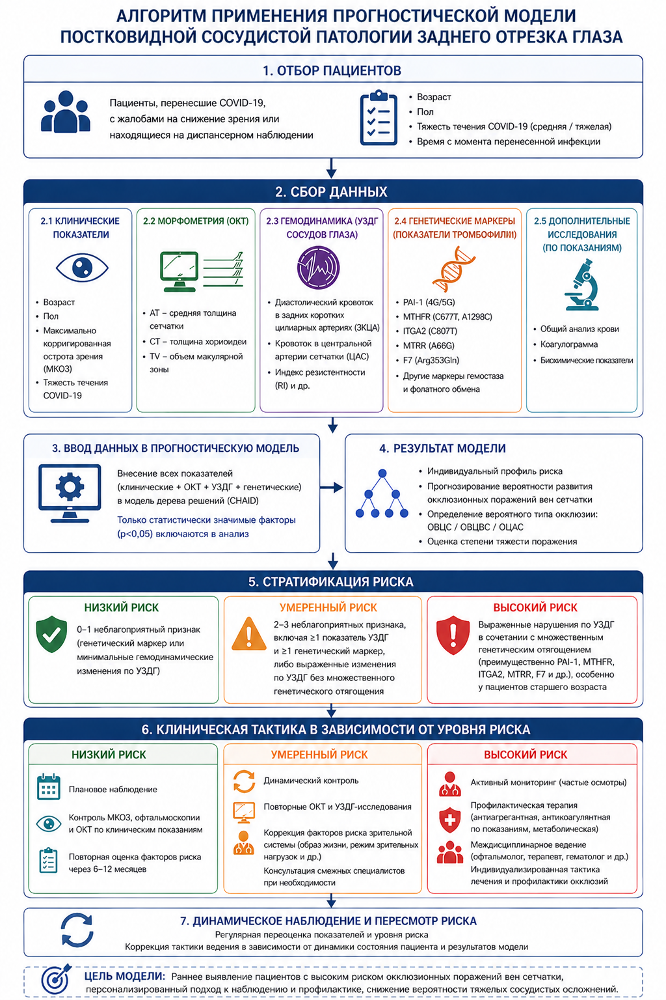 АЛГОРИТМ ПРИМЕНЕНИЯ ПРОГНОСТИЧЕСКОЙ МОДЕЛИ
ПОСТКОВИДНОЙ СОСУДИСТОЙ ПАТОЛОГИИ ЗАДНЕГО ОТРЕЗКА ГЛАЗА
1. ОТБОР ПАЦИЕНТОВ
Пациенты, перенесшие COVID-19,
с жалобами на снижение зрения или
находящиеся на диспансерном наблюдении
• Возраст
• Пол
• Тяжесть течения COVID-19 (средняя / тяжелая)
• Время с момента перенесенной инфекции
2. СБОР ДАННЫХ
2.1 КЛИНИЧЕСКИЕ
ПОКАЗАТЕЛИ
• Возраст
• Пол
• Максимально
корригированная
острота зрения
(МКОЗ)
• Тяжесть течения
COVID-19
2.2 МОРФОМЕТРИЯ (ОКТ)
• АТ – средняя толщина
сетчатки
• СТ – толщина хориоидеи
• TV – объем макулярной
зоны
2.3 ГЕМОДИНАМИКА (УЗДГ
СОСУДОВ ГЛАЗА)
• Диастолический кровоток
в задних коротких
цилиарных артериях (ЗКЦА)
• Кровоток в центральной
артерии сетчатки (ЦАС)
• Индекс резистентности
(RI) и др.
2.4 ГЕНЕТИЧЕСКИЕ МАРКЕРЫ
(ПОКАЗАТЕЛИ ТРОМБОФИЛИИ)
• PAI-1 (4G/5G)
• MTHFR (C677T, A1298C)
• ITGA2 (C807T)
• MTRR (A66G)
• F7 (Arg353Gln)
• Другие маркеры гемостаза
и фолатного обмена
2.5 ДОПОЛНИТЕЛЬНЫЕ
ИССЛЕДОВАНИЯ
(ПО ПОКАЗАНИЯМ)
• Общий анализ крови
• Коагулограмма
• Биохимические показатели
3. ВВОД ДАННЫХ В ПРОГНОСТИЧЕСКУЮ МОДЕЛЬ
Внесение всех показателей
(клинические + ОКТ + УЗДГ + генетические)
в модель дерева решений (CHAID)
Только статистически значимые факторы
(p<0,05) включаются в анализ
4. РЕЗУЛЬТАТ МОДЕЛИ
• Индивидуальный профиль риска
• Прогнозирование вероятности развития
окклюзионных поражений вен сетчатки
• Определение вероятного типа окклюзии:
ОВЦС / ОВЦВС / ОЦАС
• Оценка степени тяжести поражения
5. СТРАТИФИКАЦИЯ РИСКА
НИЗКИЙ РИСК
0–1 неблагоприятный признак
(генетический маркер или
минимальные гемодинамические
изменения по УЗДГ)
УМЕРЕННЫЙ РИСК
2–3 неблагоприятных признака,
включая ≥1 показатель УЗДГ
и ≥1 генетический маркер,
либо выраженные изменения
по УЗДГ без множественного
генетического отягощения
ВЫСОКИЙ РИСК
Выраженные нарушения по УЗДГ
в сочетании с множественным
генетическим отягощением
(преимущественно PAI-1, MTHFR,
ITGA2, MTRR, F7 и др.), особенно
у пациентов старшего возраста
6. КЛИНИЧЕСКАЯ ТАКТИКА В ЗАВИСИМОСТИ ОТ УРОВНЯ РИСКА
НИЗКИЙ РИСК
Плановое наблюдение
Контроль МКОЗ, офтальмоскопии
и ОКТ по клиническим показаниям
Повторная оценка факторов риска
через 6–12 месяцев
УМЕРЕННЫЙ РИСК
Динамический контроль
Повторные ОКТ и УЗДГ-исследования
Коррекция факторов риска зрительной
системы (образ жизни, режим зрительных
нагрузок и др.)
Консультация смежных специалистов
при необходимости
ВЫСОКИЙ РИСК
Активный мониторинг (частые осмотры)
Профилактическая терапия
(антиагрегантная, антикоагулянтная
по показаниям, метаболическая)
Междисциплинарное ведение
(офтальмолог, терапевт, гематолог и др.)
Индивидуализированная тактика
лечения и профилактики окклюзий
7. ДИНАМИЧЕСКОЕ НАБЛЮДЕНИЕ И ПЕРЕСМОТР РИСКА
Регулярная переоценка показателей и уровня риска
Коррекция тактики ведения в зависимости от динамики состояния пациента и результатов модели
ЦЕЛЬ МОДЕЛИ: Раннее выявление пациентов с высоким риском окклюзионных поражений вен сетчатки,
персонализированный подход к наблюдению и профилактике, снижение вероятности тяжелых сосудистых осложнений.